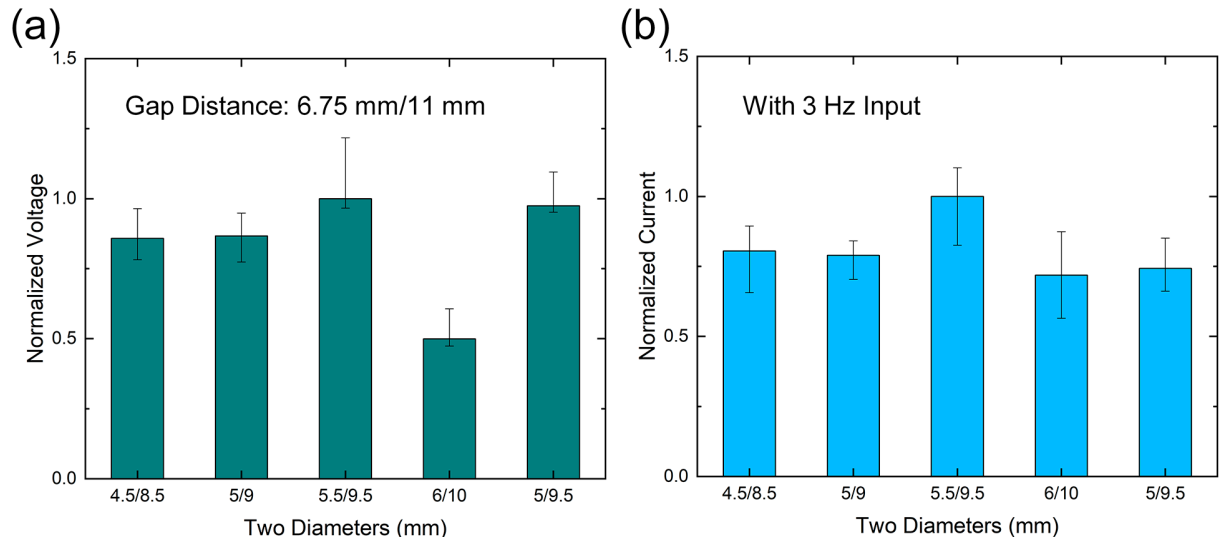 (a)
1.5
Gap Distance: 6.75 mm/11 mm
1.0
0.5
0.0
Normalized Voltage
4.5/8.5 5/9 5.5/9.5 6/10 5/9.5
Two Diameters (mm)
(b)
1.5
With 3 Hz Input
1.0
0.5
0.0
Normalized Current
4.5/8.5 5/9 5.5/9.5 6/10 5/9.5
Two Diameters (mm)